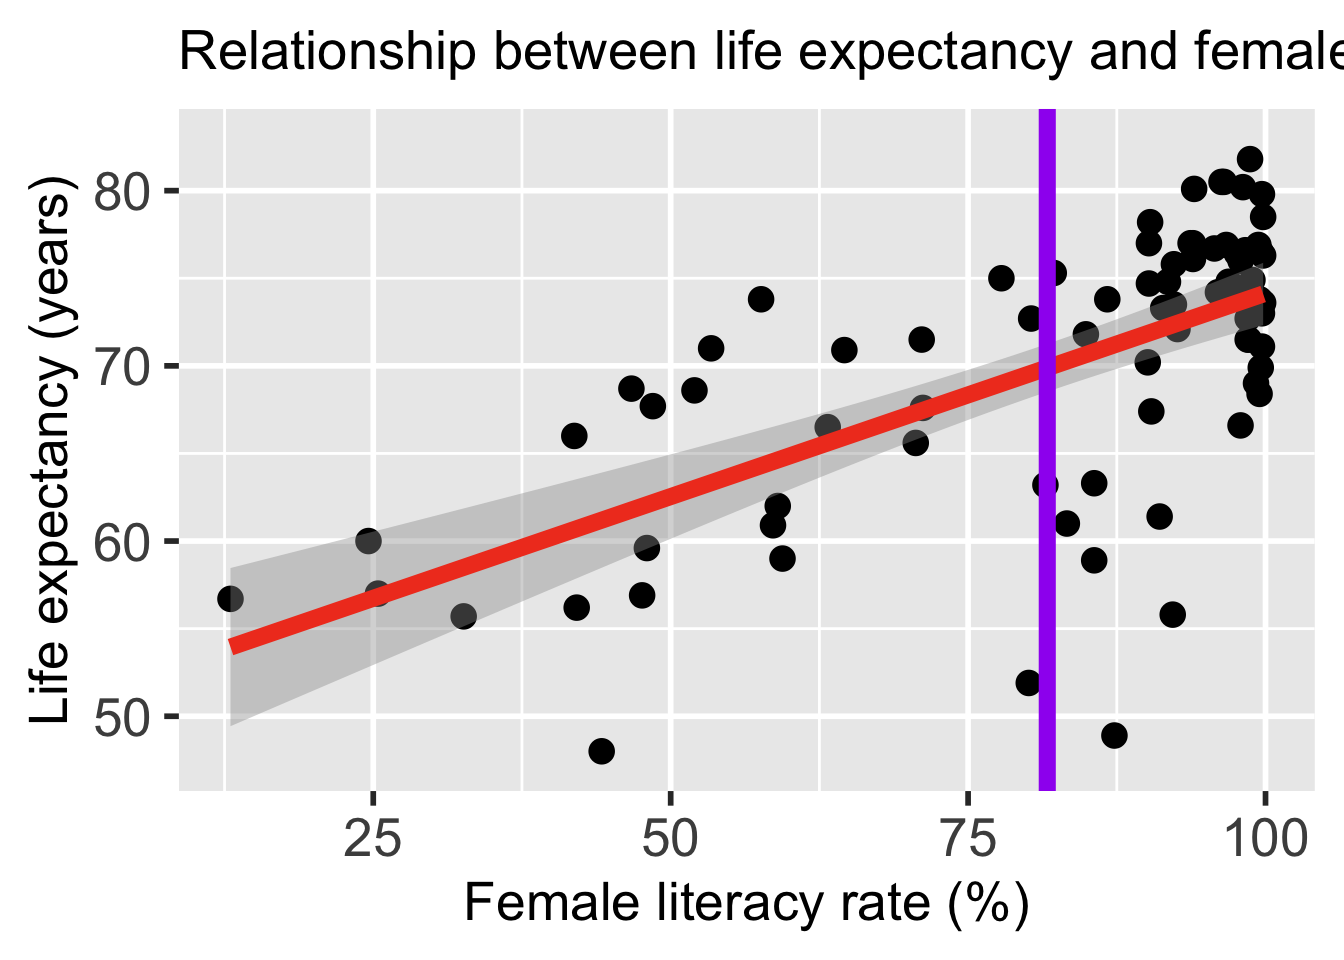 Relationship between life expectancy and female
Life expectancy (years)
80
70
60
50
25 50 75 100
Female literacy rate (%)